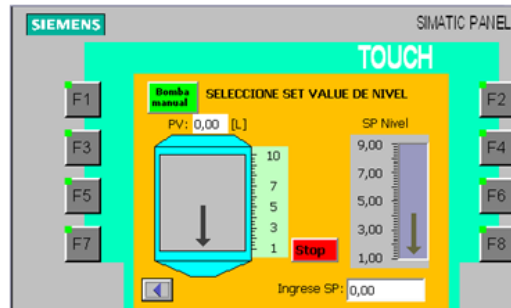 SIEMENS
SIMATIC PANEL
TOUCH
F1
Bomba manual
SELECCIONE SET VALUE DE NIVEL
F2
PV: 0,00 [L]
SP Nivel
F3
10
7
5
3
1
9,00
7,00
5,00
3,00
1,00
F4
F5
F6
F7
Stop
F8
Ingrese SP: 0,00